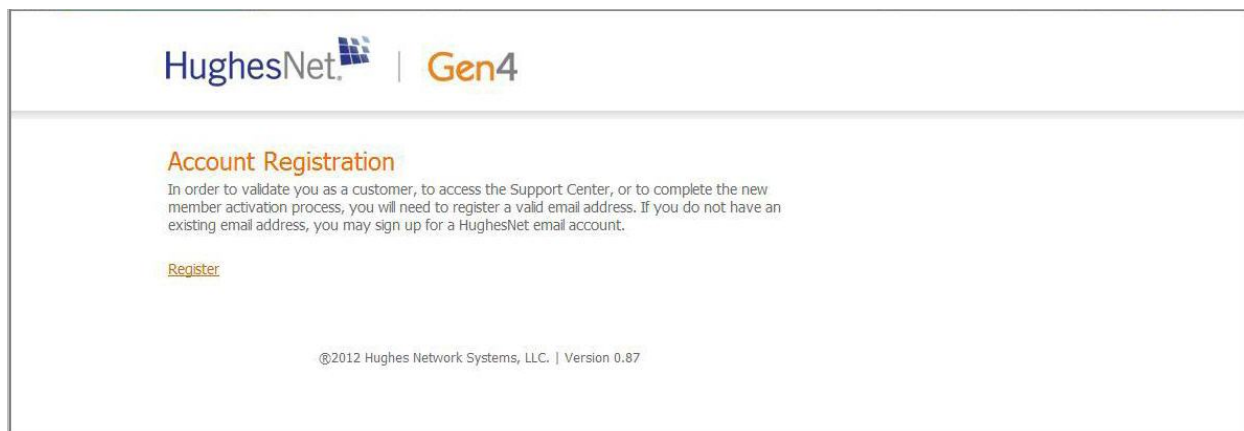 HughesNet. | Gen4
Account Registration
In order to validate you as a customer, to access the Support Center, or to complete the new
member activation process, you will need to register a valid email address. If you do not have an
existing email address, you may sign up for a HughesNet email account.
Register
®2012 Hughes Network Systems, LLC. | Version 0.87